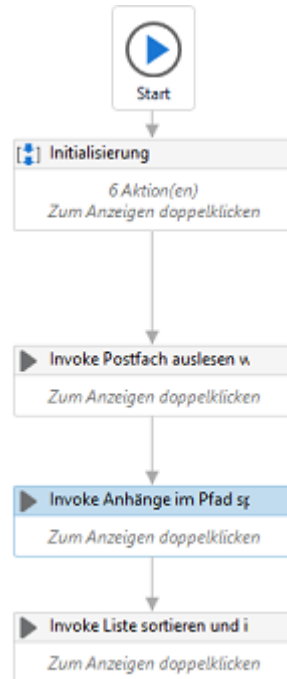 Start
Initialisierung
6 Aktion(en)
Zum Anzeigen doppelklicken
Invoke Postfach auslesen w
Zum Anzeigen doppelklicken
Invoke Anhänge im Pfad sp
Zum Anzeigen doppelklicken
Invoke Liste sortieren und i
Zum Anzeigen doppelklicken